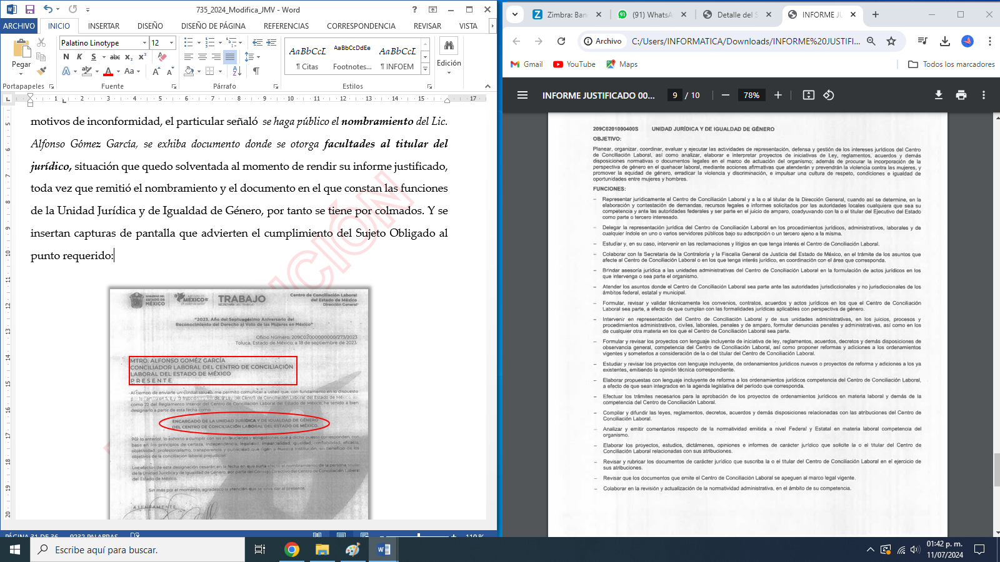 735_2024_Modifica_JMV - Word
ARCHIVO INICIO INSERTAR DISEÑO DISEÑO DE PÁGINA REFERENCIAS CORRESPONDENCIA REVISAR VISTA
Palatino Linotype 12
Pegar
N K S abc x₂ x²
A A Aa A A
AaBbCcL AaBbCcDdEe AaBbCcL
¶ Citas Footnotes... ¶ INFOEM
Edición
Portapapeles Fuente Párrafo Estilos
motivos de inconformidad, el particular señaló se haga público el nombramiento del Lic.
Alfonso Gómez García, se exhiba documento donde se otorga facultades al titular del
jurídico, situación que quedo solventada al momento de rendir su informe justificado,
toda vez que remitió el nombramiento y el documento en el que constan las funciones
de la Unidad Jurídica y de Igualdad de Género, por tanto se tiene por colmados. Y se
insertan capturas de pantalla que advierten el cumplimiento del Sujeto Obligado al
punto requerido:
GOBIERNO DEL ESTADO DE MÉXICO
TRABAJO
SECRETARÍA DEL TRABAJO
Centro de Conciliación Laboral
del Estado de México
Dirección General
"2023, Año del Septuagésimo Aniversario del
Reconocimiento del Derecho al Voto de las Mujeres en México"
Oficio Número: 209C0200000000/273/2023
Toluca, Estado de México; a 18 de septiembre de 2023.
MTRO. ALFONSO GOMÉZ GARCÍA
CONCILIADOR LABORAL DEL CENTRO DE CONCILIACIÓN
LABORAL DEL ESTADO DE MÉXICO
P R E S E N T E
Al tiempo de enviarle un cordial saludo, me permito comunicar a usted que, con fundamento en lo dispuesto
de la Ley del Centro de Conciliación Laboral del Estado de México, así
como 22 del Reglamento Interior del Centro de Conciliación Laboral del Estado de México, he tenido a bien
designarlo a partir de esta fecha como:
ENCARGADO DE LA UNIDAD JURÍDICA Y DE IGUALDAD DE GÉNERO
DEL CENTRO DE CONCILIACIÓN LABORAL DEL ESTADO DE MÉXICO.
Por lo anterior, lo exhorto a cumplir con las atribuciones y obligaciones que a dicho puesto corresponden con
base en los principios de certeza, independencia, legalidad, imparcialidad, igualdad, confiabilidad, eficacia,
objetividad, profesionalismo, transparencia y publicidad que rigen a nuestra Institución, en beneficio de los
objetivos de la conciliación laboral prejudicial.
Los efectos de esta designación cesarán en la fecha en que surta efecto el nombramiento de la persona titular
de la Unidad Jurídica y de Igualdad de Género, por parte del Consejo Directivo del Centro de Conciliación Laboral
del Estado de México.
Sin más por el momento, agradezco la atención que se sirva dar al presente.
ATENTAMENTE
PÁGINA 31 DE 36 9232 PALABRAS 110 %
Zimbra: Ban (91) WhatsA Detalle del S INFORME JU
Archivo C:/Users/INFORMATICA/Downloads/INFORME%20JUSTIFI...
Gmail YouTube Maps Todos los marcadores
INFORME JUSTIFICADO 00... 9 / 10 78%
209C0201000400S UNIDAD JURÍDICA Y DE IGUALDAD DE GÉNERO
OBJETIVO:
Planear, organizar, coordinar, evaluar y ejecutar las actividades de representación, defensa y gestión de los intereses jurídicos del Centro
de Conciliación Laboral, así como analizar, elaborar e interpretar proyectos de iniciativas de Ley, reglamentos, acuerdos y demás
disposiciones normativas o documentos legales en el marco de actuación del organismo; además de procurar la incorporación de la
perspectiva de género en el quehacer laboral, mediante acciones afirmativas que atenderán y prevendrán la violencia contra las mujeres, y
promover la equidad de género, erradicar la violencia y discriminación, e impulsar una cultura de respeto, condiciones e igualdad de
oportunidades entre mujeres y hombres.
FUNCIONES:
– Representar jurídicamente al Centro de Conciliación Laboral y a la o al titular de la Dirección General, cuando así se determine, en la
elaboración y contestación de demandas, recursos legales e informes solicitados por las autoridades locales cualquiera que sea su
competencia y ante las autoridades federales y ser parte en el juicio de amparo, coadyuvando con la o el titular del Ejecutivo del Estado
como parte o tercero interesado.
– Delegar la representación jurídica del Centro de Conciliación Laboral en los procedimientos jurídicos, administrativos, laborales y de
cualquier índole en uno o varios servidores públicos bajo su adscripción o un tercero ajeno a la misma.
– Estudiar y, en su caso, intervenir en las reclamaciones y litigios en que tenga interés el Centro de Conciliación Laboral.
– Colaborar con la Secretaría de la Contraloría y la Fiscalía General de Justicia del Estado de México, en el trámite de los asuntos que
afecte al Centro de Conciliación Laboral o en los que tenga interés jurídico, en coordinación con el área que corresponda.
– Brindar asesoría jurídica a las unidades administrativas del Centro de Conciliación Laboral en la formulación de actos jurídicos en los
que intervenga o sea parte el organismo.
– Atender los asuntos donde el Centro de Conciliación Laboral sea parte ante las autoridades jurisdiccionales y no jurisdiccionales de los
ámbitos federal, estatal y municipal.
– Formular, revisar y validar técnicamente los convenios, contratos, acuerdos y actos jurídicos en los que el Centro de Conciliación
Laboral sea parte, a efecto de que cumplan con las formalidades jurídicas aplicables con perspectiva de género.
– Intervenir en representación del Centro de Conciliación Laboral y de sus unidades administrativas, en los juicios, procesos y
procedimientos administrativos, civiles, laborales, penales y de amparo, formular denuncias penales y administrativas, así como en los
de cualquier otra materia en los que el Centro de Conciliación Laboral sea parte.
– Formular y revisar los proyectos con lenguaje incluyente de iniciativa de ley, reglamentos, acuerdos, decretos y demás disposiciones de
observancia general, competencia del Centro de Conciliación Laboral, así como proponer reformas y adiciones a los ordenamientos
vigentes y someterlos a consideración de la o del titular del Centro de Conciliación Laboral.
– Estudiar y revisar los proyectos con lenguaje incluyente, de ordenamientos jurídicos nuevos o proyectos de reforma y adiciones a los ya
existentes, emitiendo la opinión técnica correspondiente.
– Elaborar propuestas con lenguaje incluyente de reforma a los ordenamientos jurídicos competencia del Centro de Conciliación Laboral,
a efecto de que sean integrados en la agenda legislativa del período que corresponda.
– Efectuar los trámites necesarios para la aprobación de los proyectos de ordenamientos jurídicos en materia laboral y demás de la
competencia del Centro de Conciliación Laboral.
– Compilar y difundir las leyes, reglamentos, decretos, acuerdos y demás disposiciones relacionadas con las atribuciones del Centro de
Conciliación Laboral.
– Analizar y emitir comentarios respecto de la normatividad emitida a nivel Federal y Estatal en materia laboral competencia del
organismo.
– Elaborar los proyectos, estudios, dictámenes, opiniones e informes de carácter jurídico que solicite la o el titular del Centro de
Conciliación Laboral relacionadas con sus atribuciones.
– Revisar y rubricar los documentos de carácter jurídico que suscriba la o el titular del Centro de Conciliación Laboral en el ejercicio de
sus atribuciones.
– Revisar que los documentos que emite el Centro de Conciliación Laboral se apeguen al marco legal vigente.
– Colaborar en la revisión y actualización de la normatividad administrativa, en el ámbito de su competencia.
Escribe aquí para buscar.
01:42 p. m.
11/07/2024